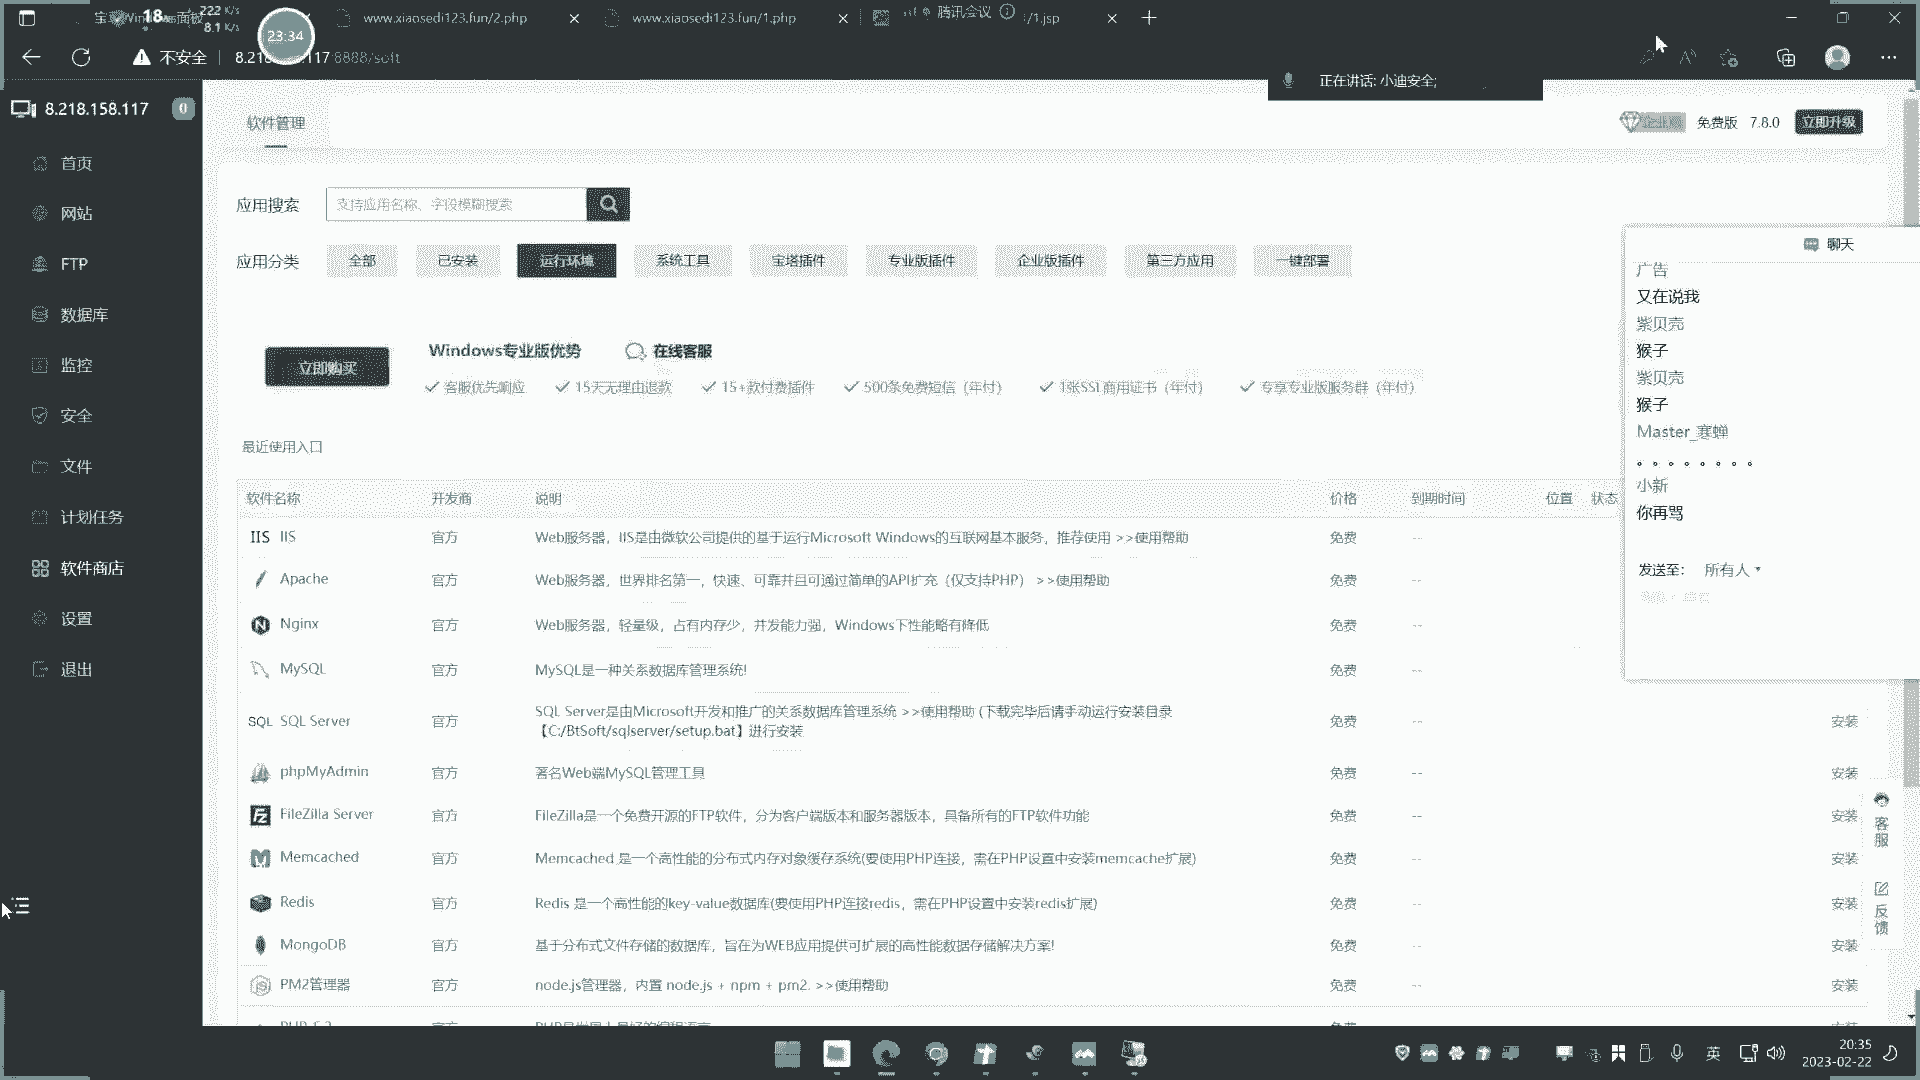 222 K/s
8.1 K/s
18
23:34
www.xiaosedi123.fun/2.php
www.xiaosedi123.fun/1.php
腾讯会议
/1.jsp
不安全
:8888/soft
正在讲话: 小迪安全;
8.218.158.117
0
首页
网站
FTP
数据库
监控
安全
文件
计划任务
软件商店
设置
退出
软件管理
企业版
免费版 7.8.0
立即升级
应用搜索
支持应用名称、字段模糊搜索
应用分类
全部
已安装
运行环境
系统工具
宝塔插件
专业版插件
企业版插件
第三方应用
一键部署
立即购买
Windows专业版优势
在线客服
客服优先响应
15天无理由退款
15+款付费插件
500条免费短信（年付）
1张SSL商用证书（年付）
专享专业版服务群（年付）
最近使用入口
软件名称 开发商 说明 价格 到期时间 位置 状态
IIS IIS 官方 Web服务器，IIS是由微软公司提供的基于运行Microsoft Windows的互联网基本服务，推荐使用 >>使用帮助 免费 --
Apache 官方 Web服务器，世界排名第一，快速、可靠并且可通过简单的API扩充（仅支持PHP） >>使用帮助 免费 --
Nginx 官方 Web服务器，轻量级，占有内存少，并发能力强，Windows下性能略有降低 免费 --
MySQL 官方 MySQL是一种关系数据库管理系统! 免费 --
SQL SQL Server 官方 SQL Server是由Microsoft开发和推广的关系数据库管理系统 >>使用帮助 (下载完毕后请手动运行安装目录
【C:/BtSoft/sqlserver/setup.bat】进行安装 免费 -- 安装
phpMyAdmin 官方 著名Web端MySQL管理工具 免费 -- 安装
FileZilla Server 官方 FileZilla是一个免费开源的FTP软件，分为客户端版本和服务器版本，具备所有的FTP软件功能 免费 -- 安装
Memcached 官方 Memcached 是一个高性能的分布式内存对象缓存系统(要使用PHP连接，需在PHP设置中安装memcache扩展) 免费 -- 安装
Redis 官方 Redis 是一个高性能的key-value数据库(要使用PHP连接redis，需在PHP设置中安装redis扩展) 免费 -- 安装
MongoDB 官方 基于分布式文件存储的数据库，旨在为WEB应用提供可扩展的高性能数据存储解决方案! 免费 -- 安装
PM2管理器 官方 node.js管理器，内置 node.js + npm + pm2. >>使用帮助 免费 -- 安装
聊天
广告
又在说我
紫贝壳
猴子
紫贝壳
猴子
Master_寒蝉
。。。。。。。。
小新
你再骂
发送至： 所有人
客服
反馈
英
20:35
2023-02-22